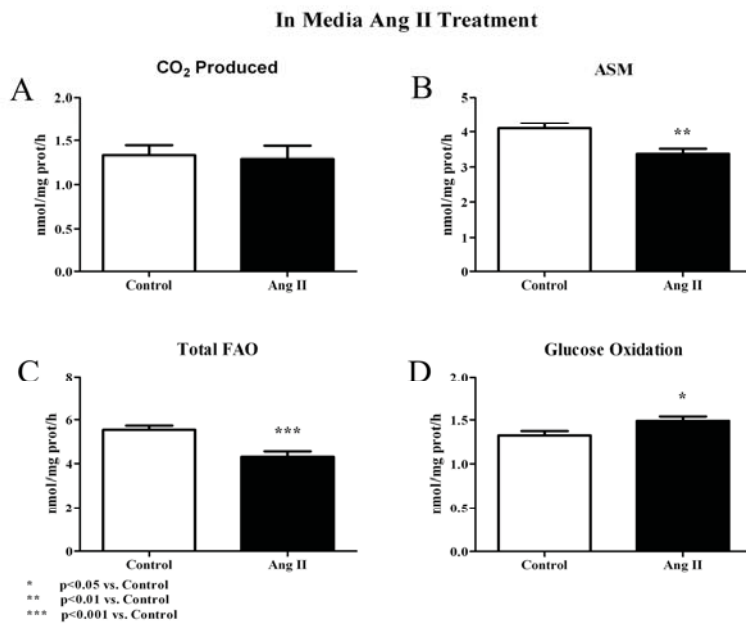 In Media Ang II Treatment
A
CO₂ Produced
nmol/mg prot/h
2.0
1.5
1.0
0.5
0.0
Control
Ang II
B
ASM
nmol/mg prot/h
5
4
3
2
1
0
**
Control
Ang II
C
Total FAO
nmol/mg prot/h
6
6
4
2
0
***
Control
Ang II
D
Glucose Oxidation
nmol/mg prot/h
2.0
1.5
1.0
0.5
0.0
*
Control
Ang II
* p<0.05 vs. Control
** p<0.01 vs. Control
*** p<0.001 vs. Control